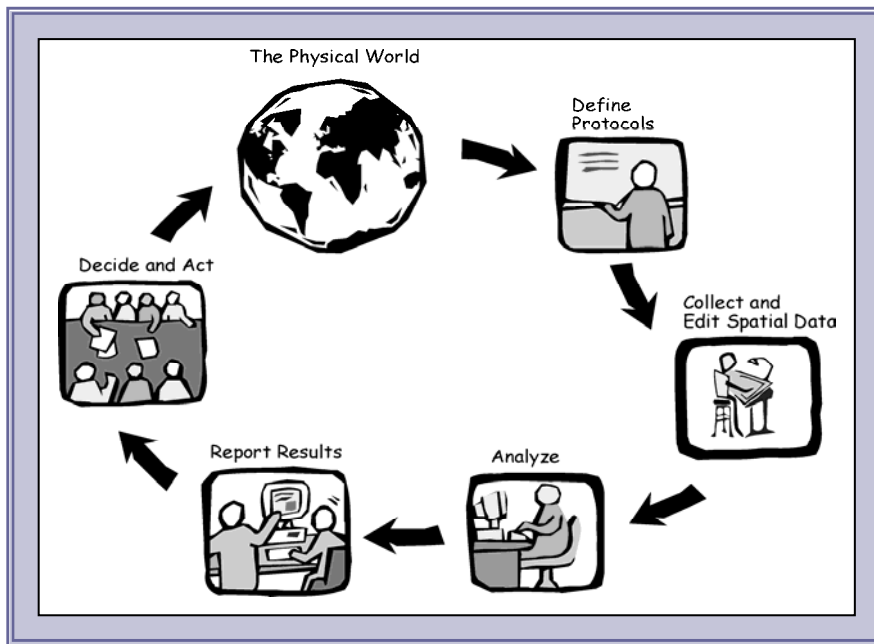 The Physical World
Define
Protocols
Collect and
Edit Spatial Data
Analyze
Report Results
Decide and Act